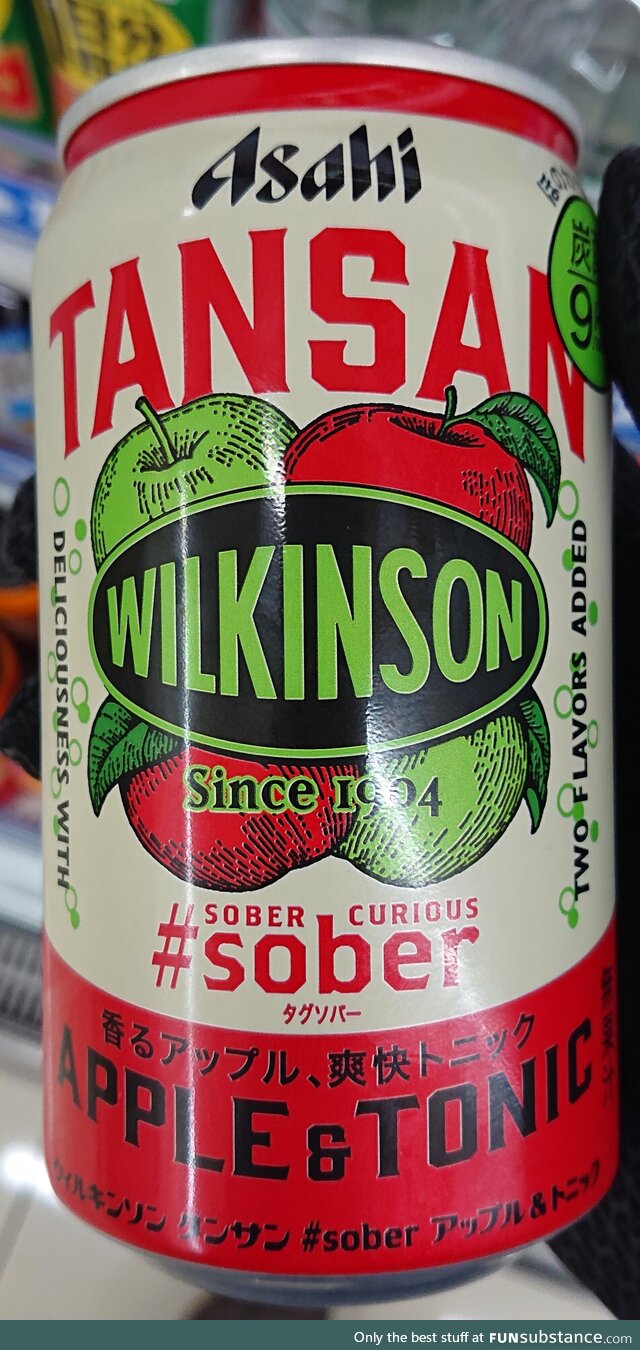 Asahi
TANSAN
炭
9
WILKINSON
Since 1904
DELICIOUSNESS WITH
TWO FLAVORS ADDED
SOBER CURIOUS
#sober
タグソバー
香るアップル、爽快トニック
APPLE & TONIC
ウィルキンソン タンサン #sober アップル&トニック
Only the best stuff at FUNsubstance.com